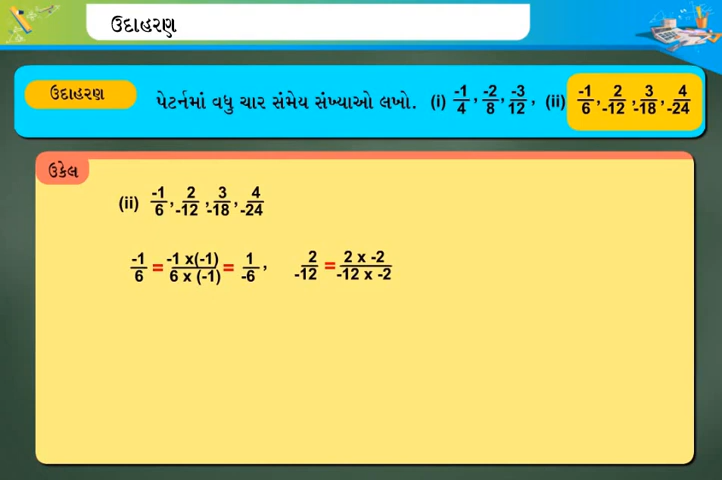 ઉદાહરણ
ઉદાહરણ પેટર્નમાં વધુ ચાર સંમેય સંખ્યાઓ લખો. (i) -1/4, -2/8, -3/12, (ii) -1/6, 2/-12, 3/-18, 4/-24
ઉકેલ
(ii) -1/6, 2/-12, 3/-18, 4/-24
-1/6 = -1 x(-1)/6 x (-1) = 1/-6, 2/-12 = 2 x -2/-12 x -2